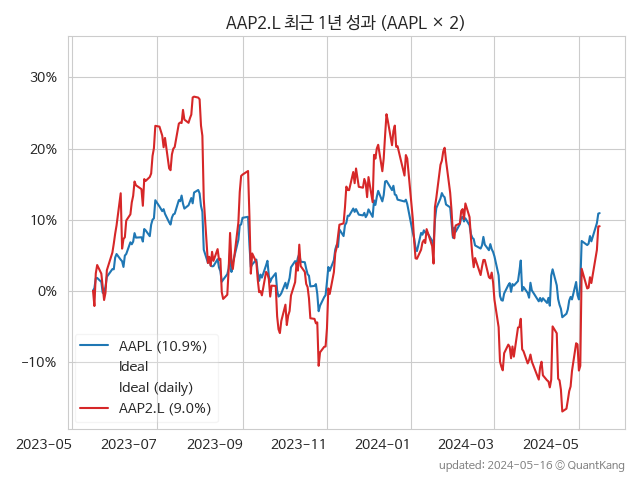 AAP2.L 최근 1년 성과 (AAPL × 2)
30%
20%
10%
0%
−10%
AAPL (10.9%)
Ideal
Ideal (daily)
AAP2.L (9.0%)
2023-05 2023-07 2023-09 2023-11 2024-01 2024-03 2024-05
updated: 2024-05-16 © QuantKang